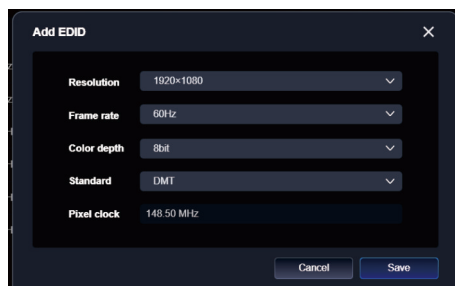 Add EDID
Resolution 1920×1080
Frame rate 60Hz
Color depth 8bit
Standard DMT
Pixel clock 148.50 MHz
Cancel Save